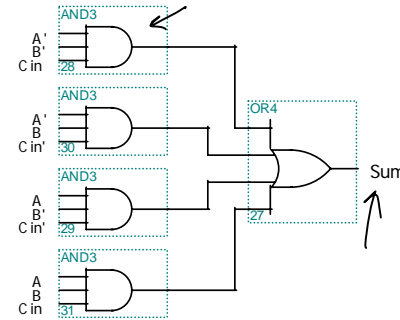 AND3
A'
B'
C in
28
AND3
A'
B
C in'
30
OR4
AND3
A
B'
C in'
29
Sum
27
AND3
A
B
C in
31